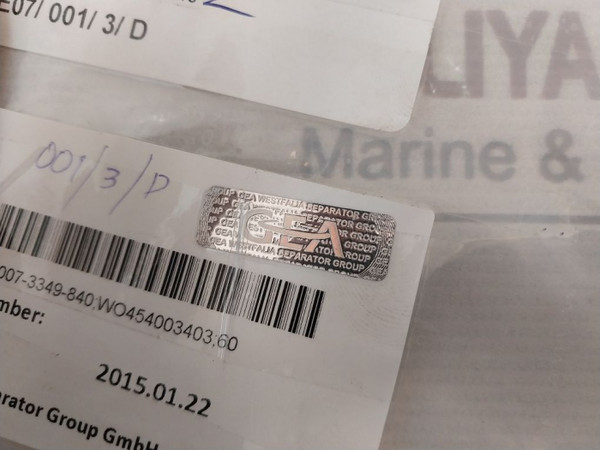 E07/ 001/ 3/ D
LIYA
Marine &
001/3/D
GEA WESTFALIA SEPARATOR GROUP
GEA
GEA WESTFALIA SEPARATOR GROUP
007-3349-840;WO454003403;60
mber:
2015.01.22
arator Group GmbH